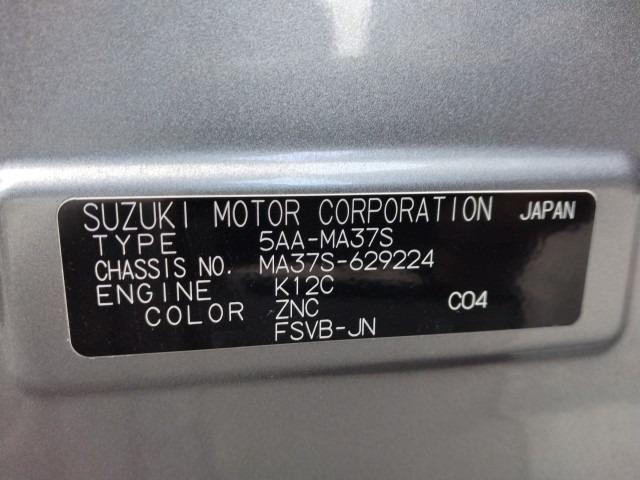 SUZUKI MOTOR CORPORATION JAPAN
TYPE 5AA-MA37S
CHASSIS NO. MA37S-629224
ENGINE K12C
COLOR ZNC C04
FSVB-JN